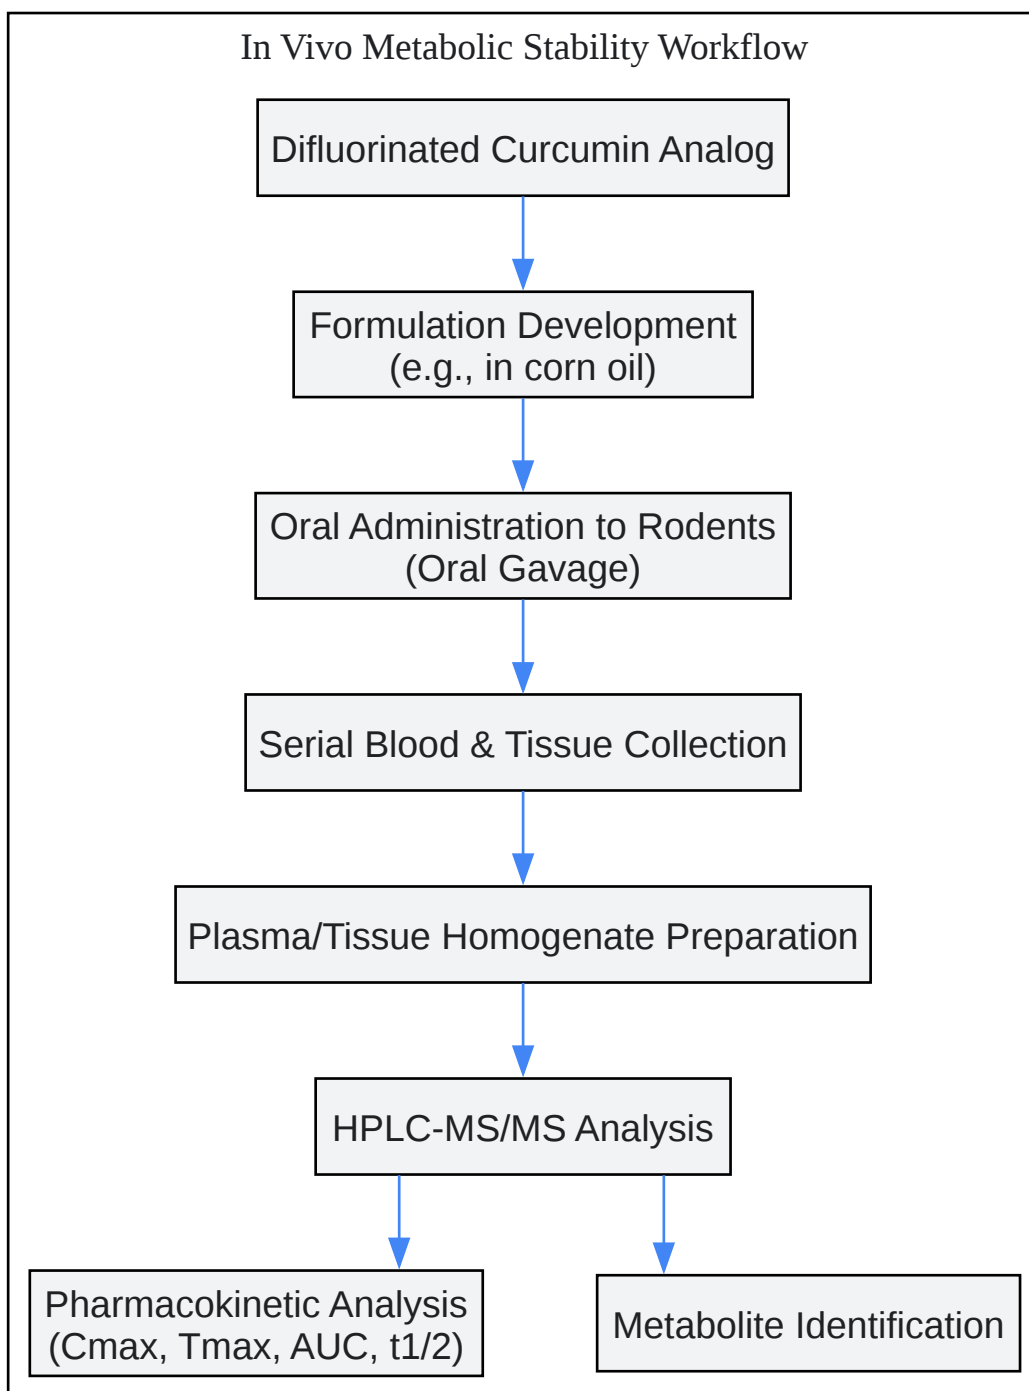 In Vivo Metabolic Stability Workflow
Difluorinated Curcumin Analog
Formulation Development
(e.g., in corn oil)
Oral Administration to Rodents
(Oral Gavage)
Serial Blood & Tissue Collection
Plasma/Tissue Homogenate Preparation
HPLC-MS/MS Analysis
Pharmacokinetic Analysis
(Cmax, Tmax, AUC, t1/2)
Metabolite Identification